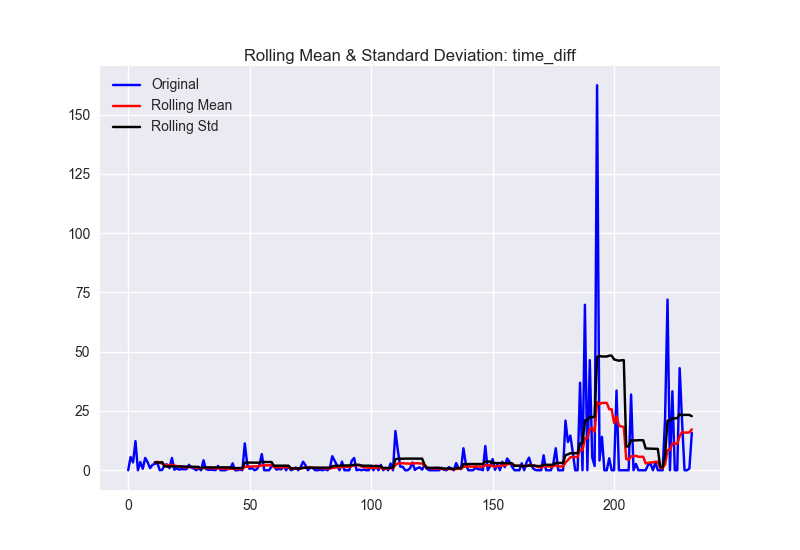 Rolling Mean & Standard Deviation: time_diff
Original
Rolling Mean
Rolling Std
150
125
100
75
50
25
0
0 50 100 150 200